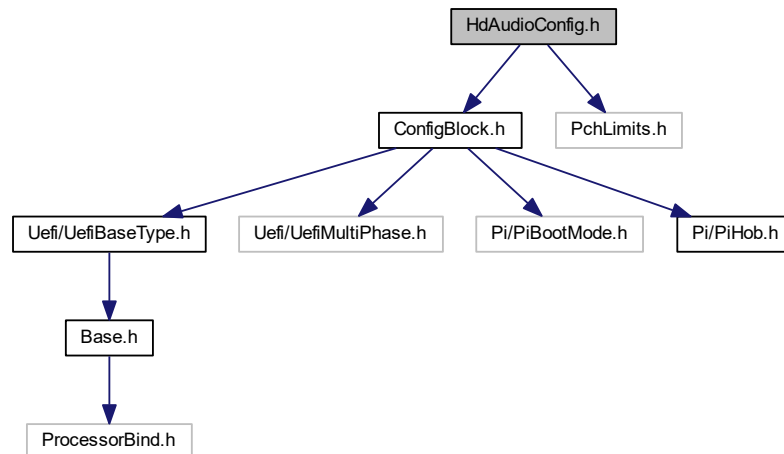 HdAudioConfig.h
ConfigBlock.h
PchLimits.h
Uefi/UefiBaseType.h
Uefi/UefiMultiPhase.h
Pi/PiBootMode.h
Pi/PiHob.h
Base.h
ProcessorBind.h